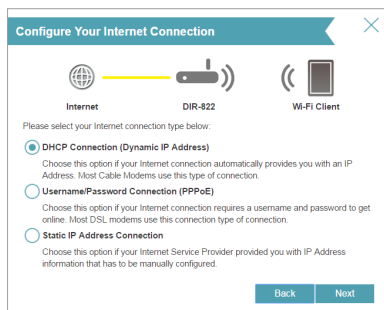 Configure Your Internet Connection
Internet
DIR-822
Wi-Fi Client
Please select your Internet connection type below:
DHCP Connection (Dynamic IP Address)
Choose this option if your Internet connection automatically provides you with an IP
Address. Most Cable Modems use this type of connection.
Username/Password Connection (PPPoE)
Choose this option if your Internet connection requires a username and password to get
online. Most DSL modems use this connection type of connection.
Static IP Address Connection
Choose this option if your Internet Service Provider provided you with IP Address
information that has to be manually configured.
Back
Next